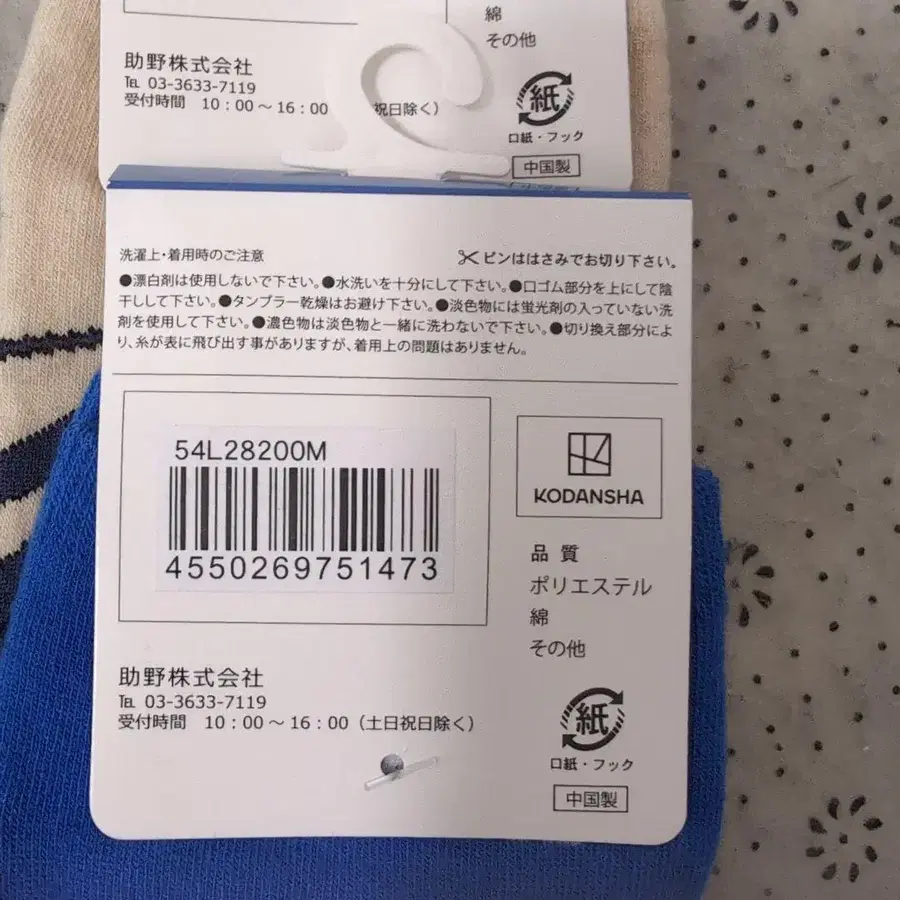 綿
その他
助野株式会社
℡ 03-3633-7119
受付時間 10：00～16：00 祝日除く）
紙
口紙・フック
中国製
洗濯上・着用時のご注意
ピンははさみでお切り下さい。
●漂白剤は使用しないで下さい。●水洗いを十分にして下さい。●口ゴム部分を上にして陰
干しして下さい。●タンブラー乾燥はお避け下さい。●淡色物には蛍光剤の入っていない洗
剤を使用して下さい。●濃色物は淡色物と一緒に洗わないで下さい。●切り換え部分によ
り、糸が表に飛び出す事がありますが、着用上の問題はありません。
54L28200M
4550269751473
KODANSHA
品 質
ポリエステル
綿
その他
助野株式会社
℡ 03-3633-7119
受付時間 10：00～16：00（土日祝日除く）
紙
口紙・フック
中国製